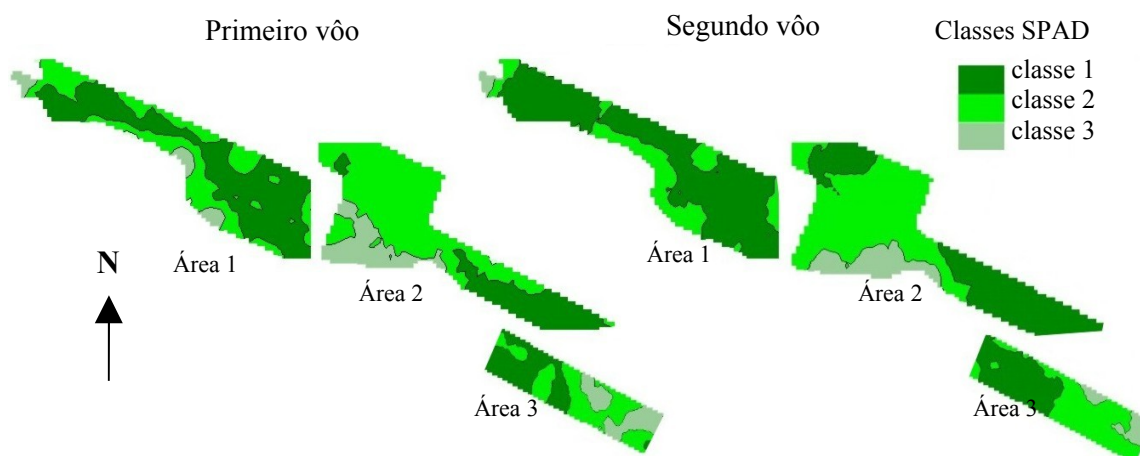 Primeiro vôo
Segundo vôo
Classes SPAD
classe 1
classe 2
classe 3
N
Área 1
Área 2
Área 3
Área 1
Área 2
Área 3